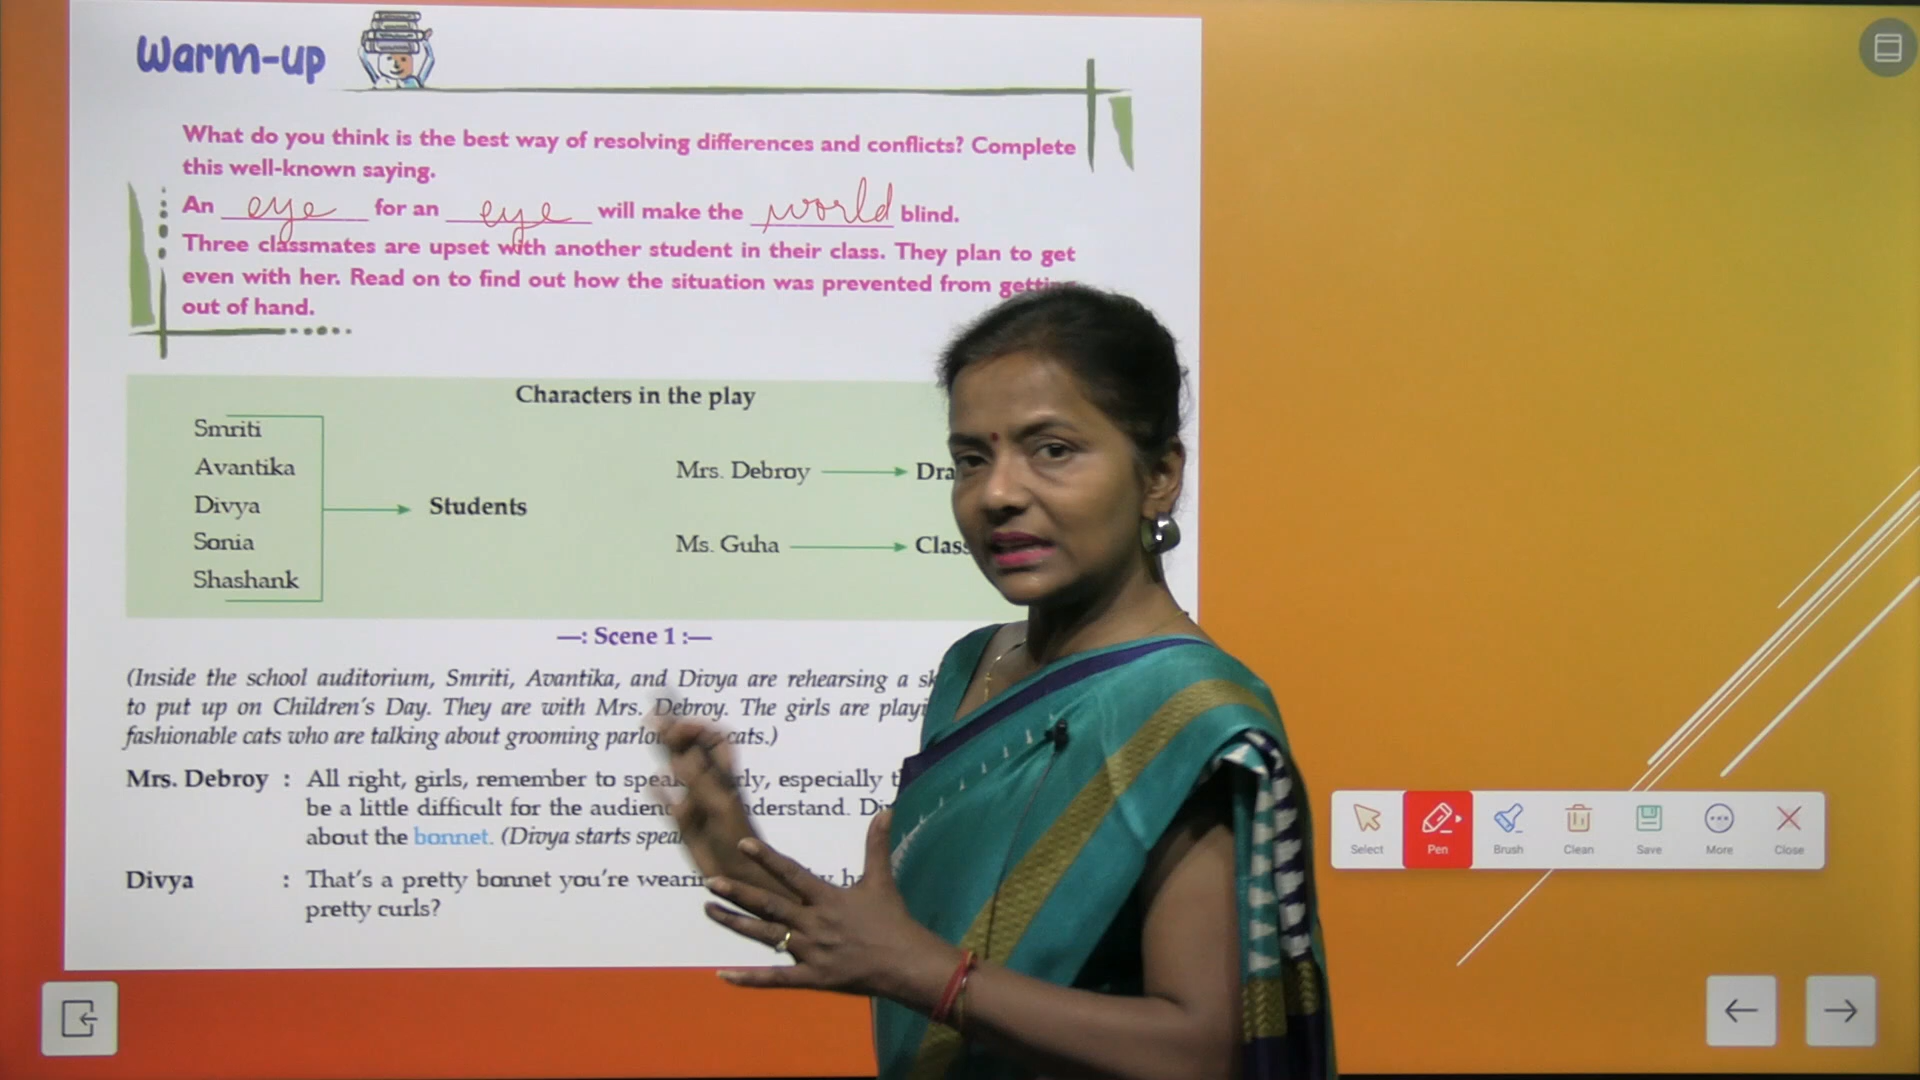 Warm-up
What do you think is the best way of resolving differences and conflicts? Complete
this well-known saying.
An eye for an eye will make the world blind.
Three classmates are upset with another student in their class. They plan to get
even with her. Read on to find out how the situation was prevented from getting
out of hand.
Characters in the play
Smriti
Avantika
Mrs. Debroy
Divya
Students
Sonia
Ms. Guha
Shashank
—: Scene 1 :—
(Inside the school auditorium, Smriti, Avantika, and Divya are rehearsing a
to put up on Children's Day. They are with Mrs. Debroy. The girls are
fashionable cats who are talking about grooming cats.)
Mrs. Debroy : All right, girls, remember to especially
be a little difficult for the
about the bonnet. (Divya starts
Divya : That's a pretty bonnet you're
pretty curls?
Select Pen Brush Clean Save More Close